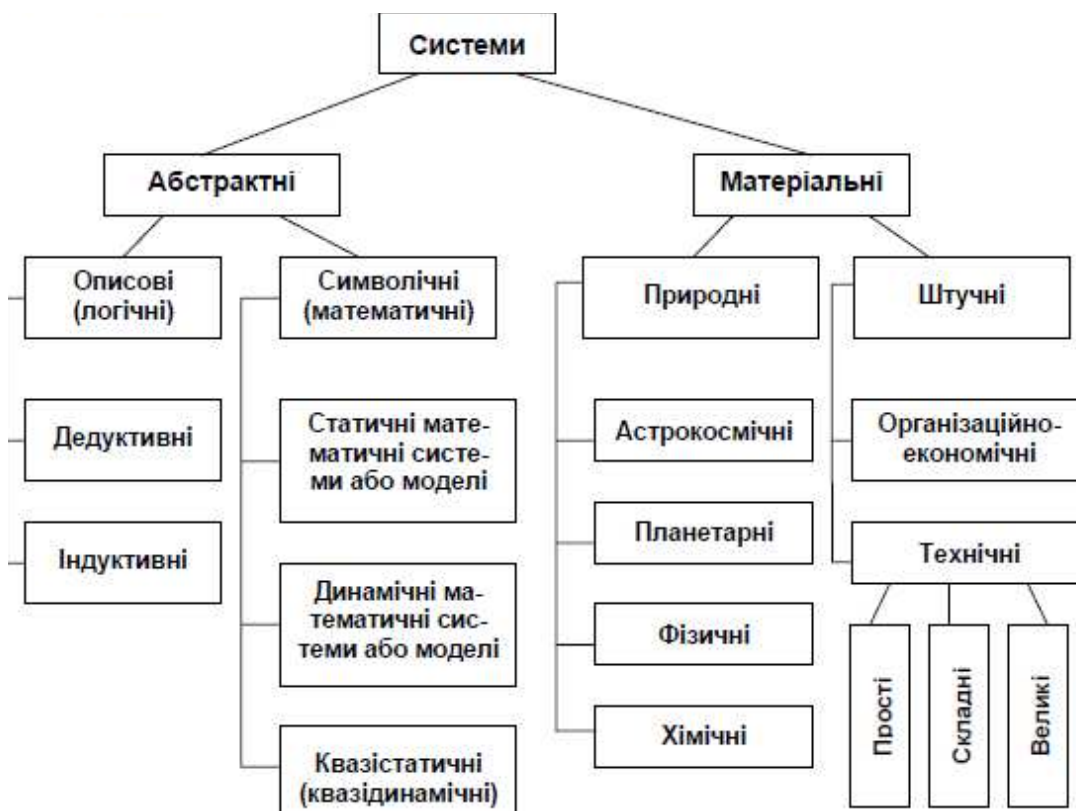 Системи
Абстрактні
Матеріальні
Описові
(логічні)
Символічні
(математичні)
Природні
Штучні
Дедуктивні
Статичні мате-
матичні систе-
ми або моделі
Астрокосмічні
Організаційно-
економічні
Індуктивні
Динамічні ма-
тематичні сис-
теми або моделі
Планетарні
Технічні
Фізичні
Прості
Складні
Великі
Квазістатичні
(квазідинамічні)
Хімічні